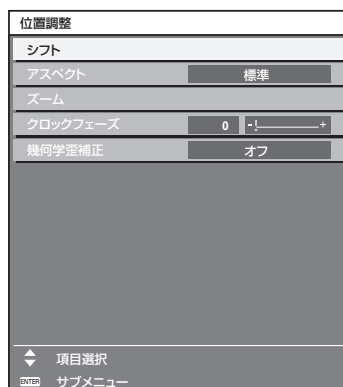 位置調整
シフト
アスペクト 標準
ズーム
クロックフェーズ 0 - +
幾何学歪補正 オフ
項目選択
ENTER サブメニュー